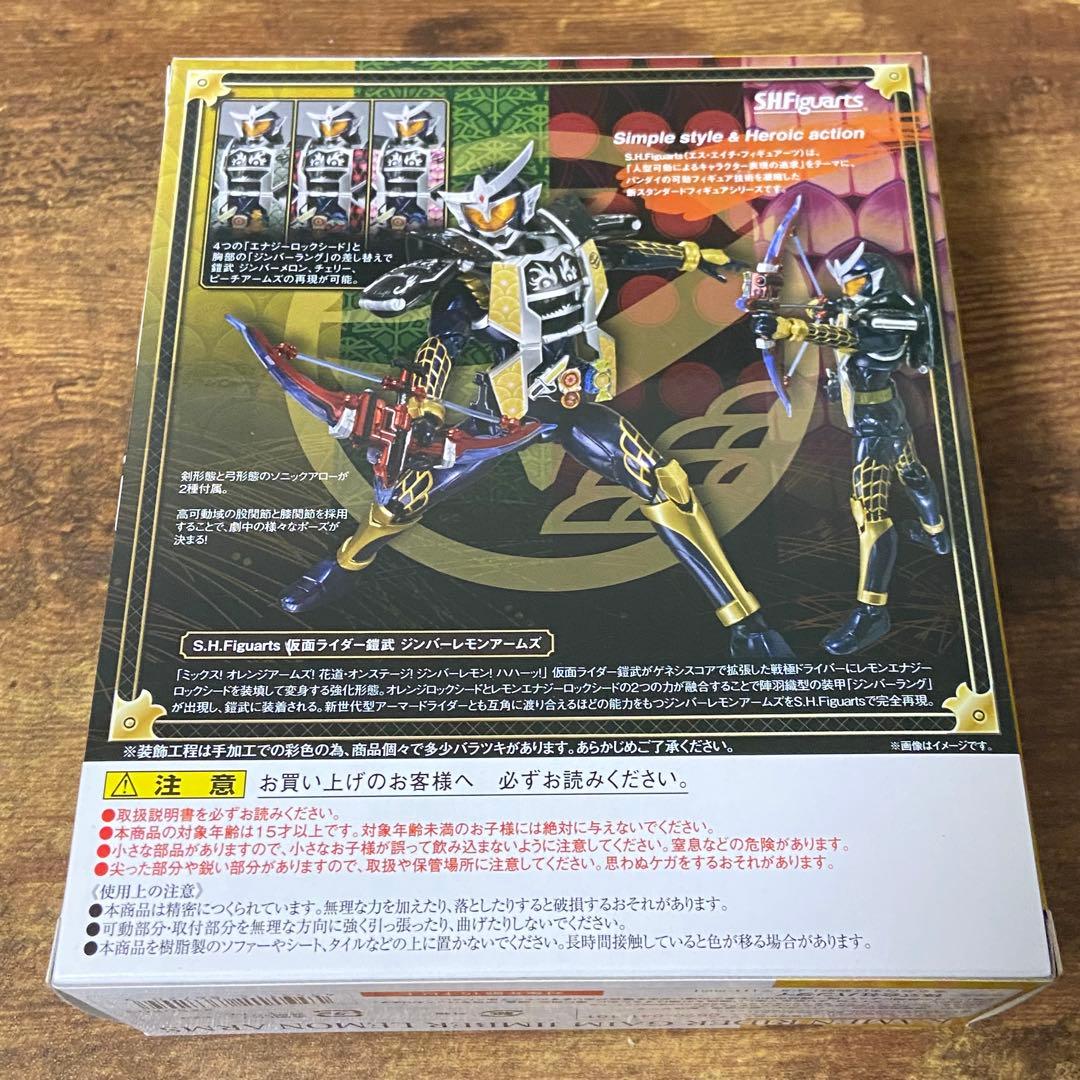 S.H.Figuarts
Simple style & Heroic action
S.H.Figuarts(エス・エイチ・フィギュアーツ)は、
「人型可動によるキャラクター表現の追求」をテーマに、
バンダイの可動フィギュア技術を凝縮した
新スタンダードフィギュアシリーズです。
4つの「エナジーロックシード」と
胸部の「ジンバーラング」の差し替えで
鎧武 ジンバーメロン、チェリー、
ピーチアームズの再現が可能。
剣形態と弓形態のソニックアローが
2種付属。
高可動域の股関節と膝関節を採用
することで、劇中の様々なポーズが
決まる!
S.H.Figuarts 仮面ライダー鎧武 ジンバーレモンアームズ
「ミックス! オレンジアームズ! 花道・オンステージ! ジンバーレモン! ハハーッ!」 仮面ライダー鎧武がゲネシスコアで拡張した戦極ドライバーにレモンエナジー
ロックシードを装填して変身する強化形態。オレンジロックシードとレモンエナジーロックシードの2つの力が融合することで陣羽織型の装甲「ジンバーラング」
が出現し、鎧武に装着される。新世代型アーマードライダーとも互角に渡り合えるほどの能力をもつジンバーレモンアームズをS.H.Figuartsで完全再現。
※装飾工程は手加工での彩色の為、商品個々で多少バラツキがあります。あらかじめご了承ください。
※画像はイメージです。
注意 お買い上げのお客様へ 必ずお読みください。
●取扱説明書を必ずお読みください。
●本商品の対象年齢は15才以上です。対象年齢未満のお子様には絶対に与えないでください。
●小さな部品がありますので、小さなお子様が誤って飲み込まないように注意してください。窒息などの危険があります。
●尖った部分や鋭い部分がありますので、取扱や保管場所に注意してください。思わぬケガをするおそれがあります。
《使用上の注意》
●本商品は精密につくられています。無理な力を加えたり、落としたりすると破損するおそれがあります。
●可動部分・取付部分を無理な方向に強く引っ張ったり、曲げたりしないでください。
●本商品を樹脂製のソファーやシート、タイルなどの上に置かないでください。長時間接触していると色が移る場合があります。
RIDER GAIM JIMBER LEMON ARMS